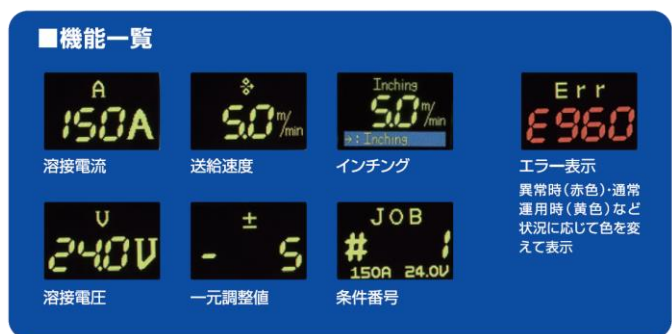 ■機能一覧
A
150A
溶接電流
5.0 m/min
送給速度
Inching
5.0 m/min
→: Inching
インチング
Err
E960
エラー表示
異常時(赤色)・通常
運用時(黄色)など
状況に応じて色を変
えて表示
V
24.0V
溶接電圧
±
- 5
一元調整値
JOB
# 1
150A 24.0V
条件番号